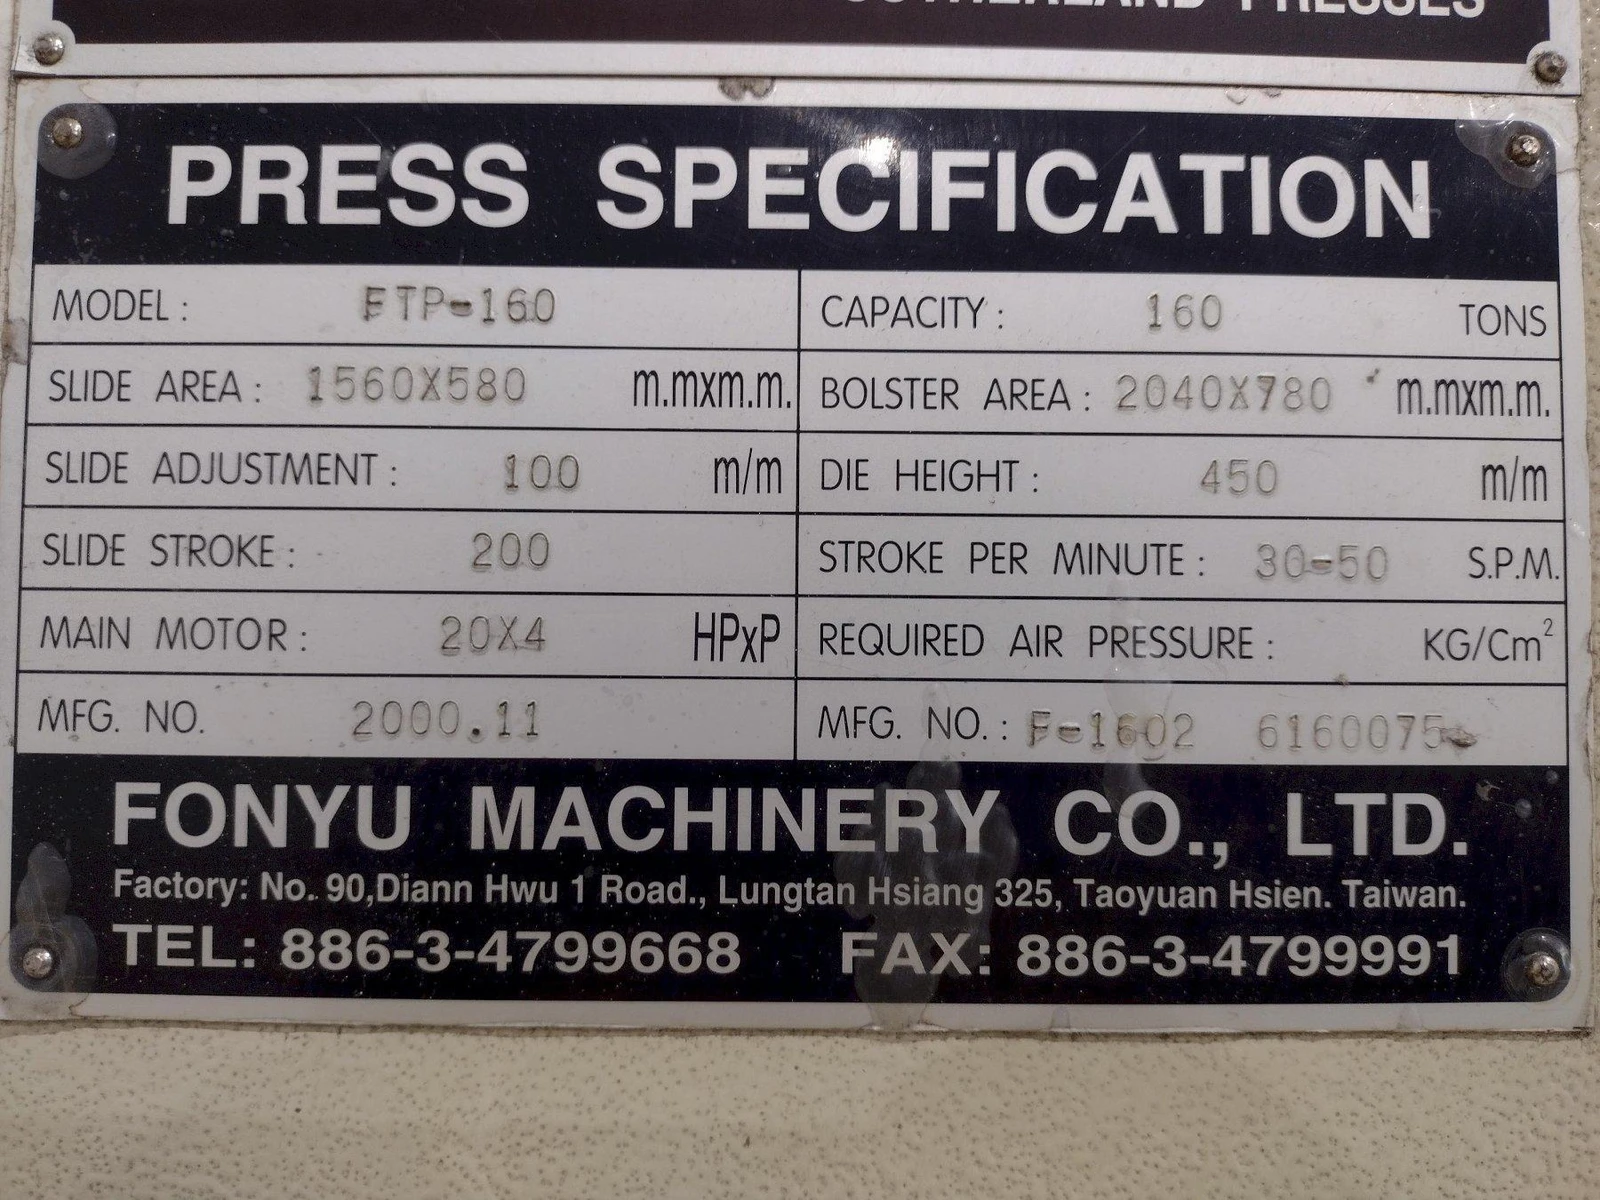 SUTHERLAND PRESSES
PRESS SPECIFICATION
MODEL : FTP-160 CAPACITY : 160 TONS
SLIDE AREA : 1560X580 m.mxm.m. BOLSTER AREA : 2040X780 m.mxm.m.
SLIDE ADJUSTMENT : 100 m/m DIE HEIGHT : 450 m/m
SLIDE STROKE : 200 STROKE PER MINUTE : 30-50 S.P.M.
MAIN MOTOR : 20X4 HPxP REQUIRED AIR PRESSURE : KG/Cm²
MFG. NO. 2000.11 MFG. NO. : F-1602 6160075
FONYU MACHINERY CO., LTD.
Factory: No. 90,Diann Hwu 1 Road., Lungtan Hsiang 325, Taoyuan Hsien. Taiwan.
TEL: 886-3-4799668 FAX: 886-3-4799991